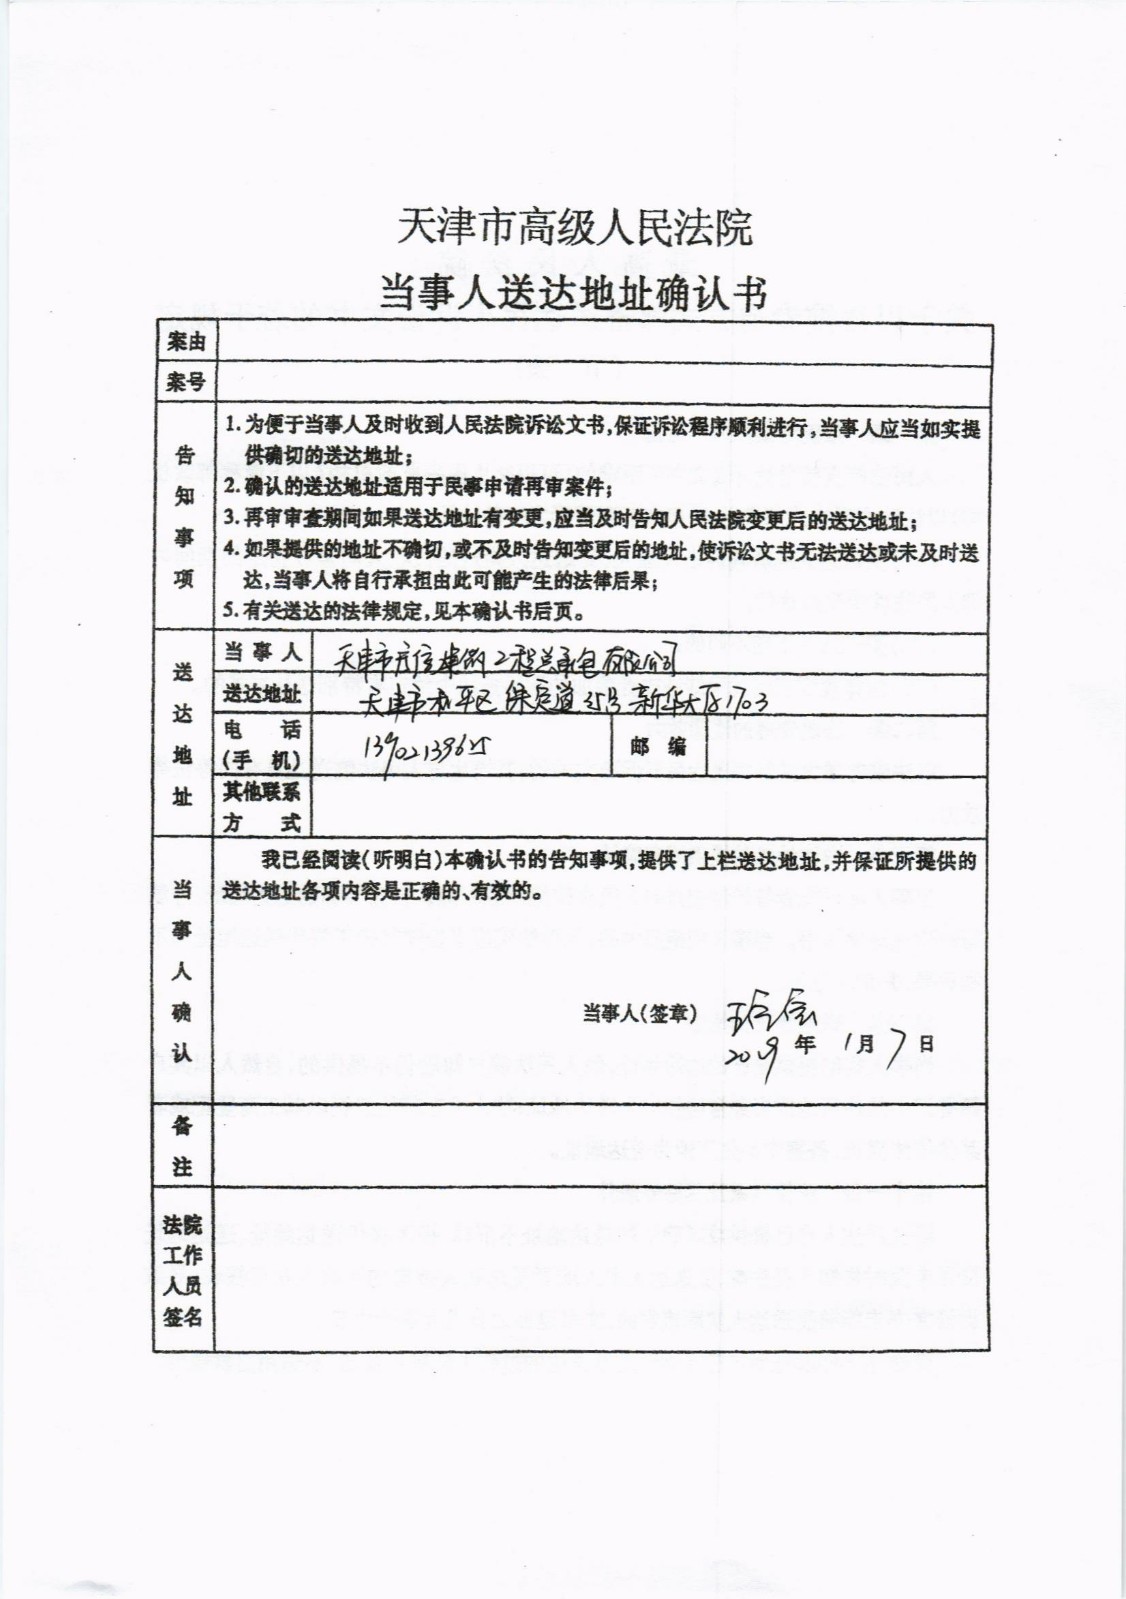 天津市高级人民法院
当事人送达地址确认书
案由
案号
告知事项
1.为便于当事人及时收到人民法院诉讼文书,保证诉讼程序顺利进行,当事人应当如实提
供确切的送达地址;
2.确认的送达地址适用于民事申请再审案件;
3.再审审查期间如果送达地址有变更,应当及时告知人民法院变更后的送达地址;
4.如果提供的地址不确切,或不及时告知变更后的地址,使诉讼文书无法送达或未及时送
达,当事人将自行承担由此可能产生的法律后果;
5.有关送达的法律规定,见本确认书后页。
送达地址
当事人 天津市 建筑工程总承包有限公司
送达地址 天津市和平区保定道35号新华大厦1703
电话
(手机) 邮编
其他联系
方式
当事人确认
我已经阅读(听明白)本确认书的告知事项,提供了上栏送达地址,并保证所提供的
送达地址各项内容是正确的、有效的。
当事人(签章)
2019年1月7日
备注
法院
工作
人员
签名